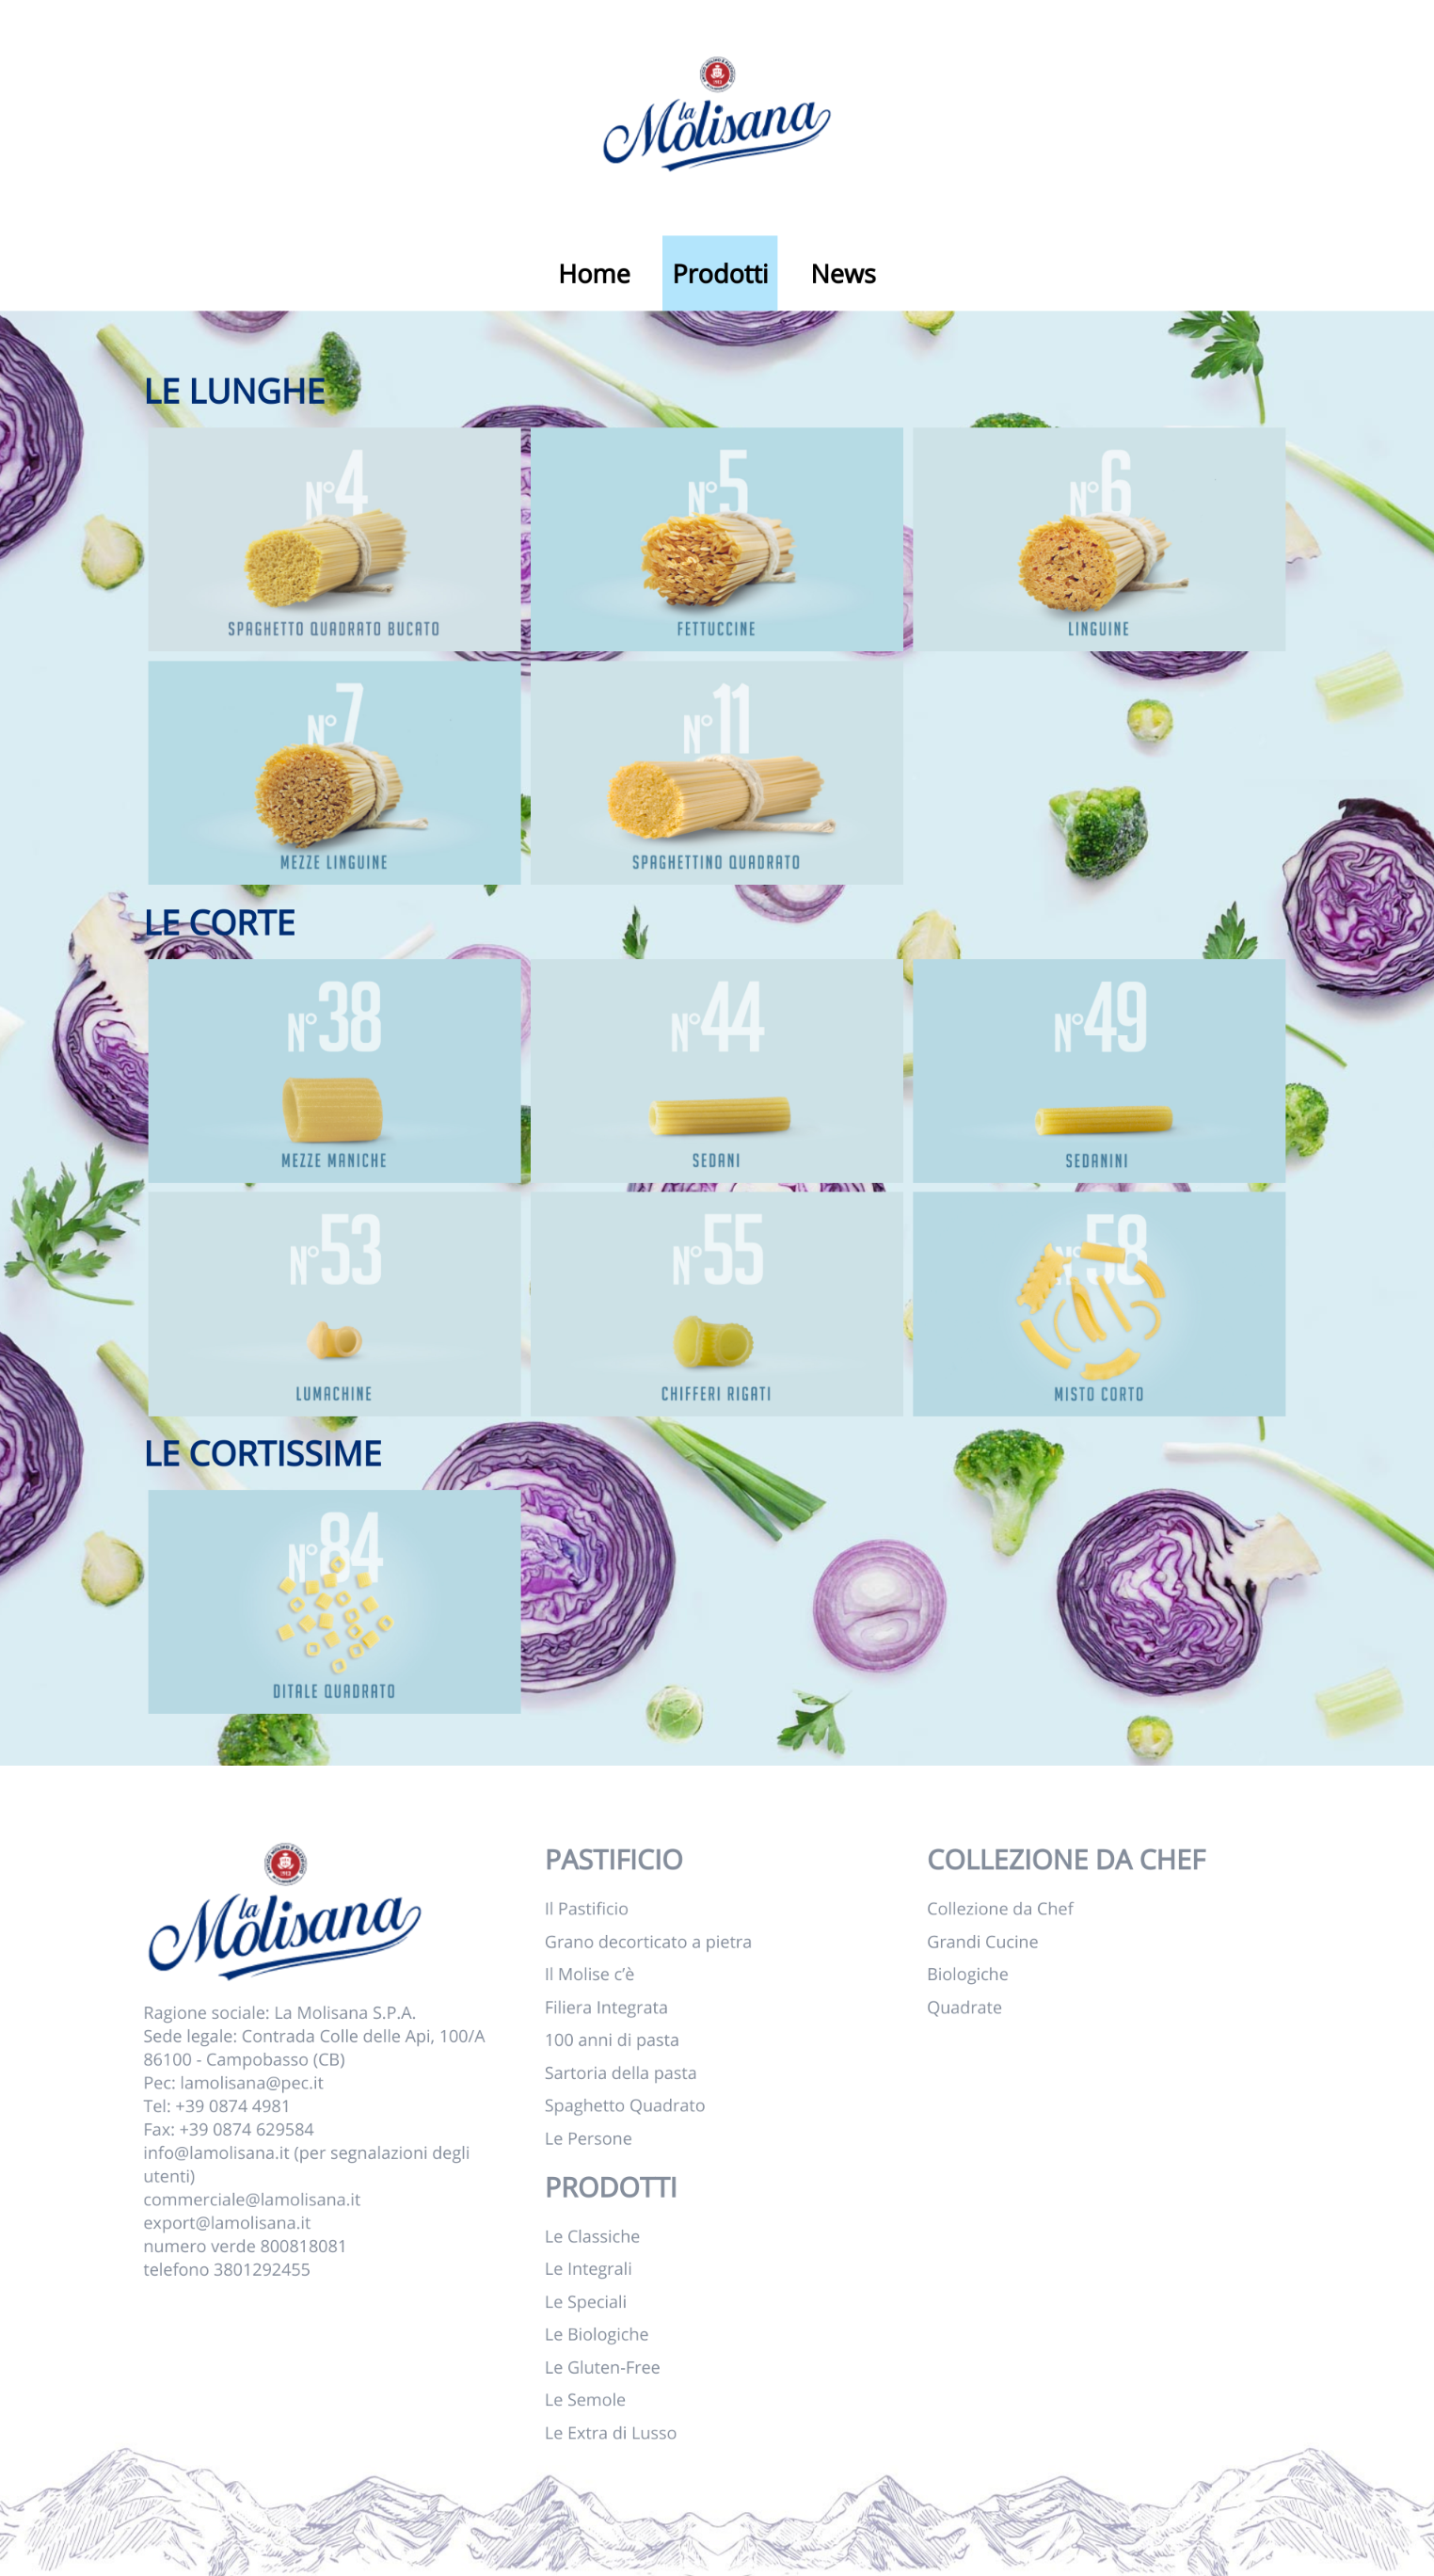 la
Molisana
Home Prodotti News
LE LUNGHE
N°4
SPAGHETTO QUADRATO BUCATO
N°5
FETTUCCINE
N°6
LINGUINE
N°7
MEZZE LINGUINE
N°11
SPAGHETTINO QUADRATO
LE CORTE
N°38
MEZZE MANICHE
N°44
SEDANI
N°49
SEDANINI
N°53
LUMACHINE
N°55
CHIFFERI RIGATI
N°58
MISTO CORTO
LE CORTISSIME
N°84
DITALE QUADRATO
la
Molisana
Ragione sociale: La Molisana S.P.A.
Sede legale: Contrada Colle delle Api, 100/A
86100 - Campobasso (CB)
Pec: lamolisana@pec.it
Tel: +39 0874 4981
Fax: +39 0874 629584
info@lamolisana.it (per segnalazioni degli
utenti)
commerciale@lamolisana.it
export@lamolisana.it
numero verde 800818081
telefono 3801292455
PASTIFICIO
Il Pastificio
Grano decorticato a pietra
Il Molise c’è
Filiera Integrata
100 anni di pasta
Sartoria della pasta
Spaghetto Quadrato
Le Persone
PRODOTTI
Le Classiche
Le Integrali
Le Speciali
Le Biologiche
Le Gluten-Free
Le Semole
Le Extra di Lusso
COLLEZIONE DA CHEF
Collezione da Chef
Grandi Cucine
Biologiche
Quadrate